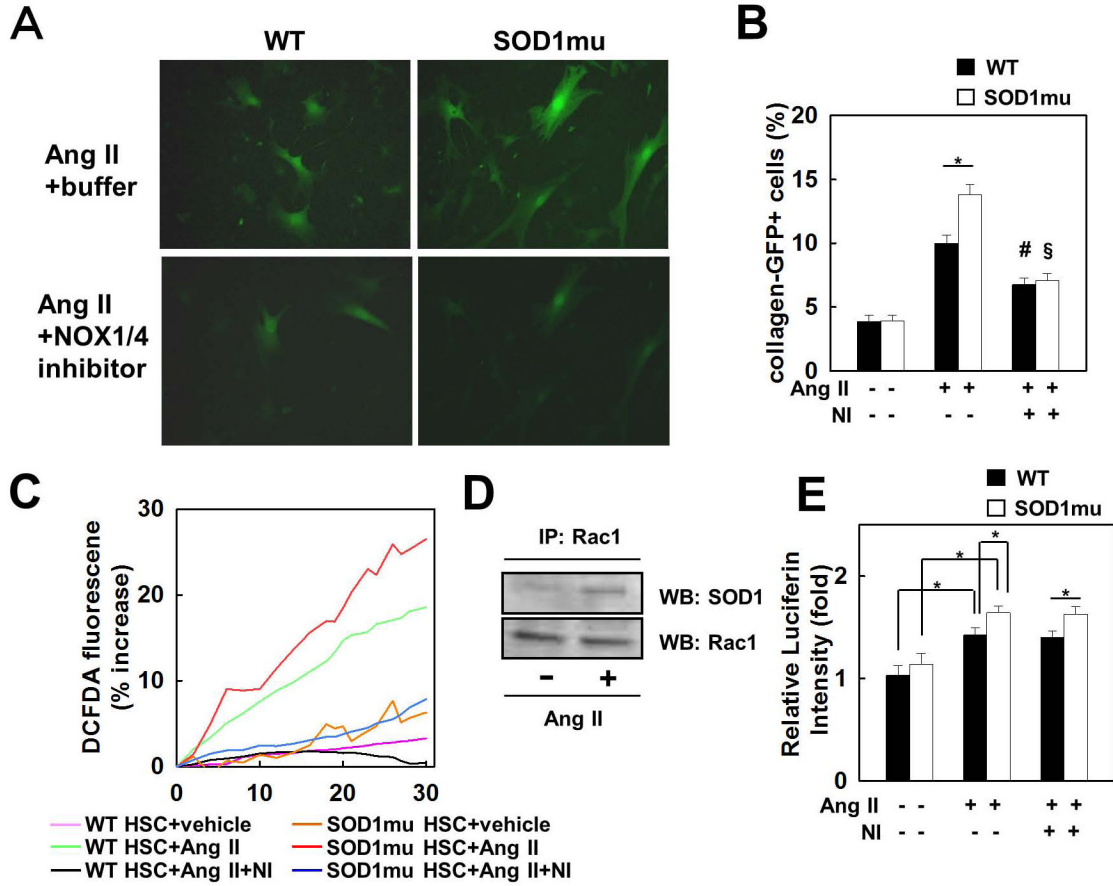 A
WT SOD1mu
Ang II
+buffer
Ang II
+NOX1/4
inhibitor
B
WT
SOD1mu
collagen-GFP+ cells (%)
20
15
10
5
0
*
# §
Ang II - - + + + +
NI - - - - + +
C
DCFDA fluorescene
(% increase)
30
20
10
0
0 10 20 30
WT HSC+vehicle SOD1mu HSC+vehicle
WT HSC+Ang II SOD1mu HSC+Ang II
WT HSC+Ang II+NI SOD1mu HSC+Ang II+NI
D
IP: Rac1
WB: SOD1
WB: Rac1
- +
Ang II
E
WT
SOD1mu
Relative Luciferin
Intensity (fold)
2
1
0
* * * *
Ang II - - + + + +
NI - - - - + +